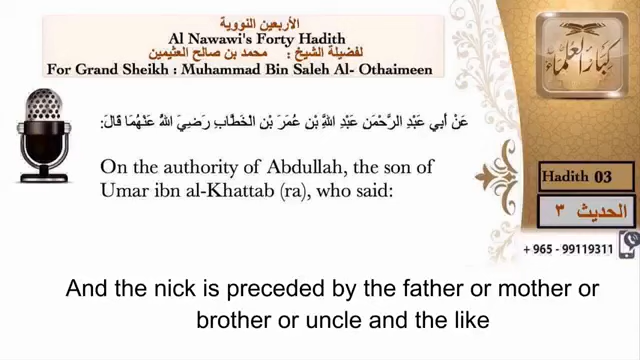 الأربعين النووية
Al Nawawi's Forty Hadith
لفضيلة الشيخ : محمد بن صالح العثيمين
For Grand Sheikh : Muhammad Bin Saleh Al- Othaimeen
كبار العلماء
عَنْ أَبِي عَبْدِ الرَّحْمَنِ عَبْدِ اللَّهِ بْنِ عُمَرَ بْنِ الْخَطَّابِ رَضِيَ اللهُ عَنْهُمَا قَالَ:
On the authority of Abdullah, the son of
Umar ibn al-Khattab (ra), who said:
Hadith 03
الحديث ٣
+ 965 - 99119311
And the nick is preceded by the father or mother or
brother or uncle and the like